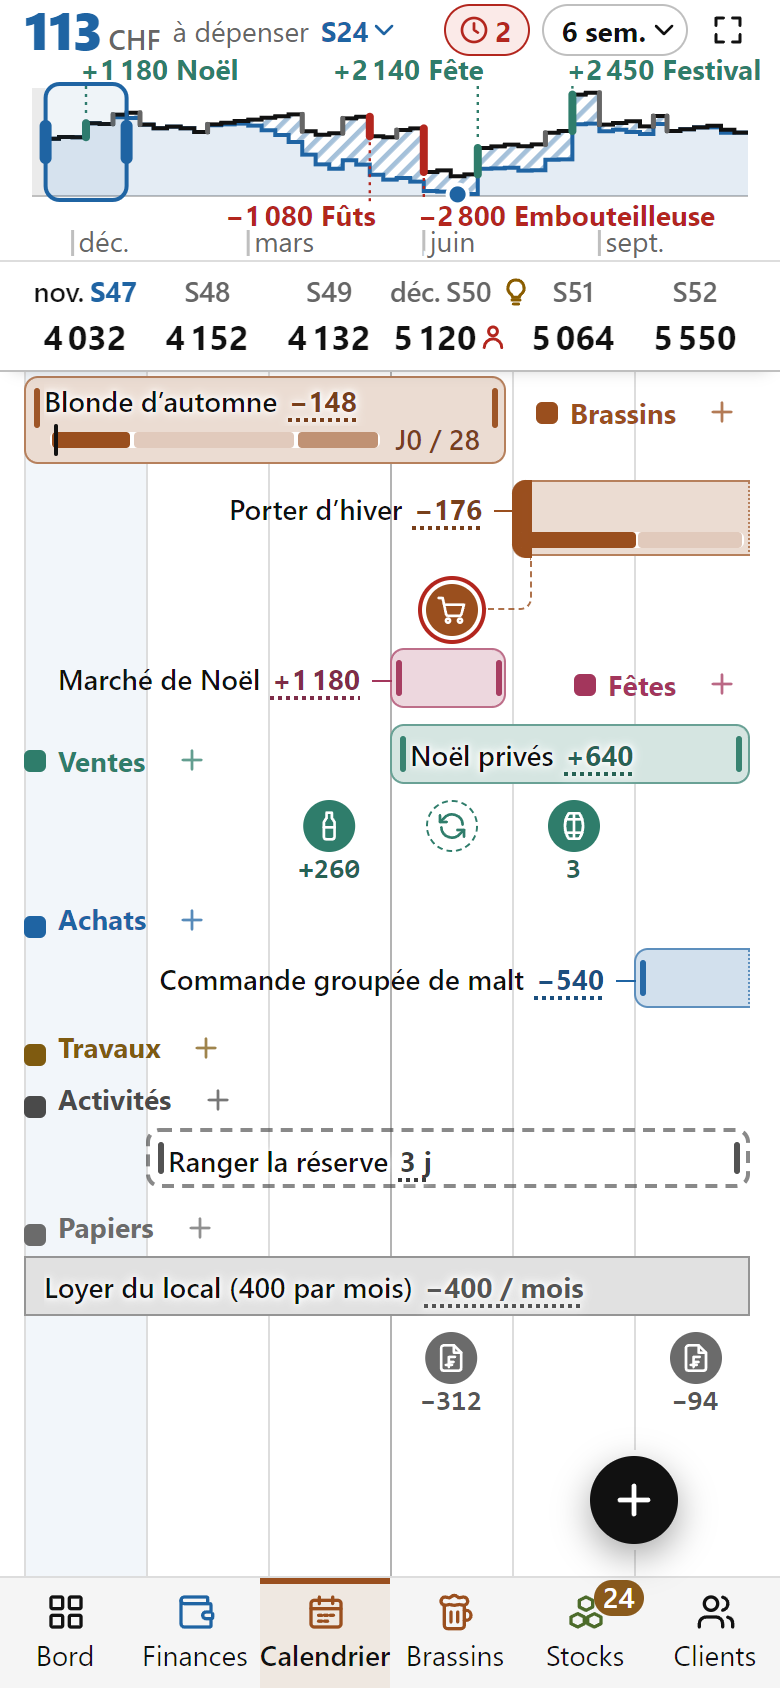 113 CHF à dépenser S24 2 6 sem.
+1 180 Noël +2 140 Fête +2 450 Festival
−1 080 Fûts −2 800 Embouteilleuse
déc. mars juin sept.
nov. S47 S48 S49 déc. S50 S51 S52
4 032 4 152 4 132 5 120 5 064 5 550
Blonde d’automne −148
Brassins +
J0 / 28
Porter d’hiver −176
Marché de Noël +1 180
Fêtes +
Noël privés +640
Ventes +
+260 3
Achats +
Commande groupée de malt −540
Travaux +
Activités +
Ranger la réserve 3 j
Papiers +
Loyer du local (400 par mois) −400 / mois
−312 −94
+
24
Bord Finances Calendrier Brassins Stocks Clients